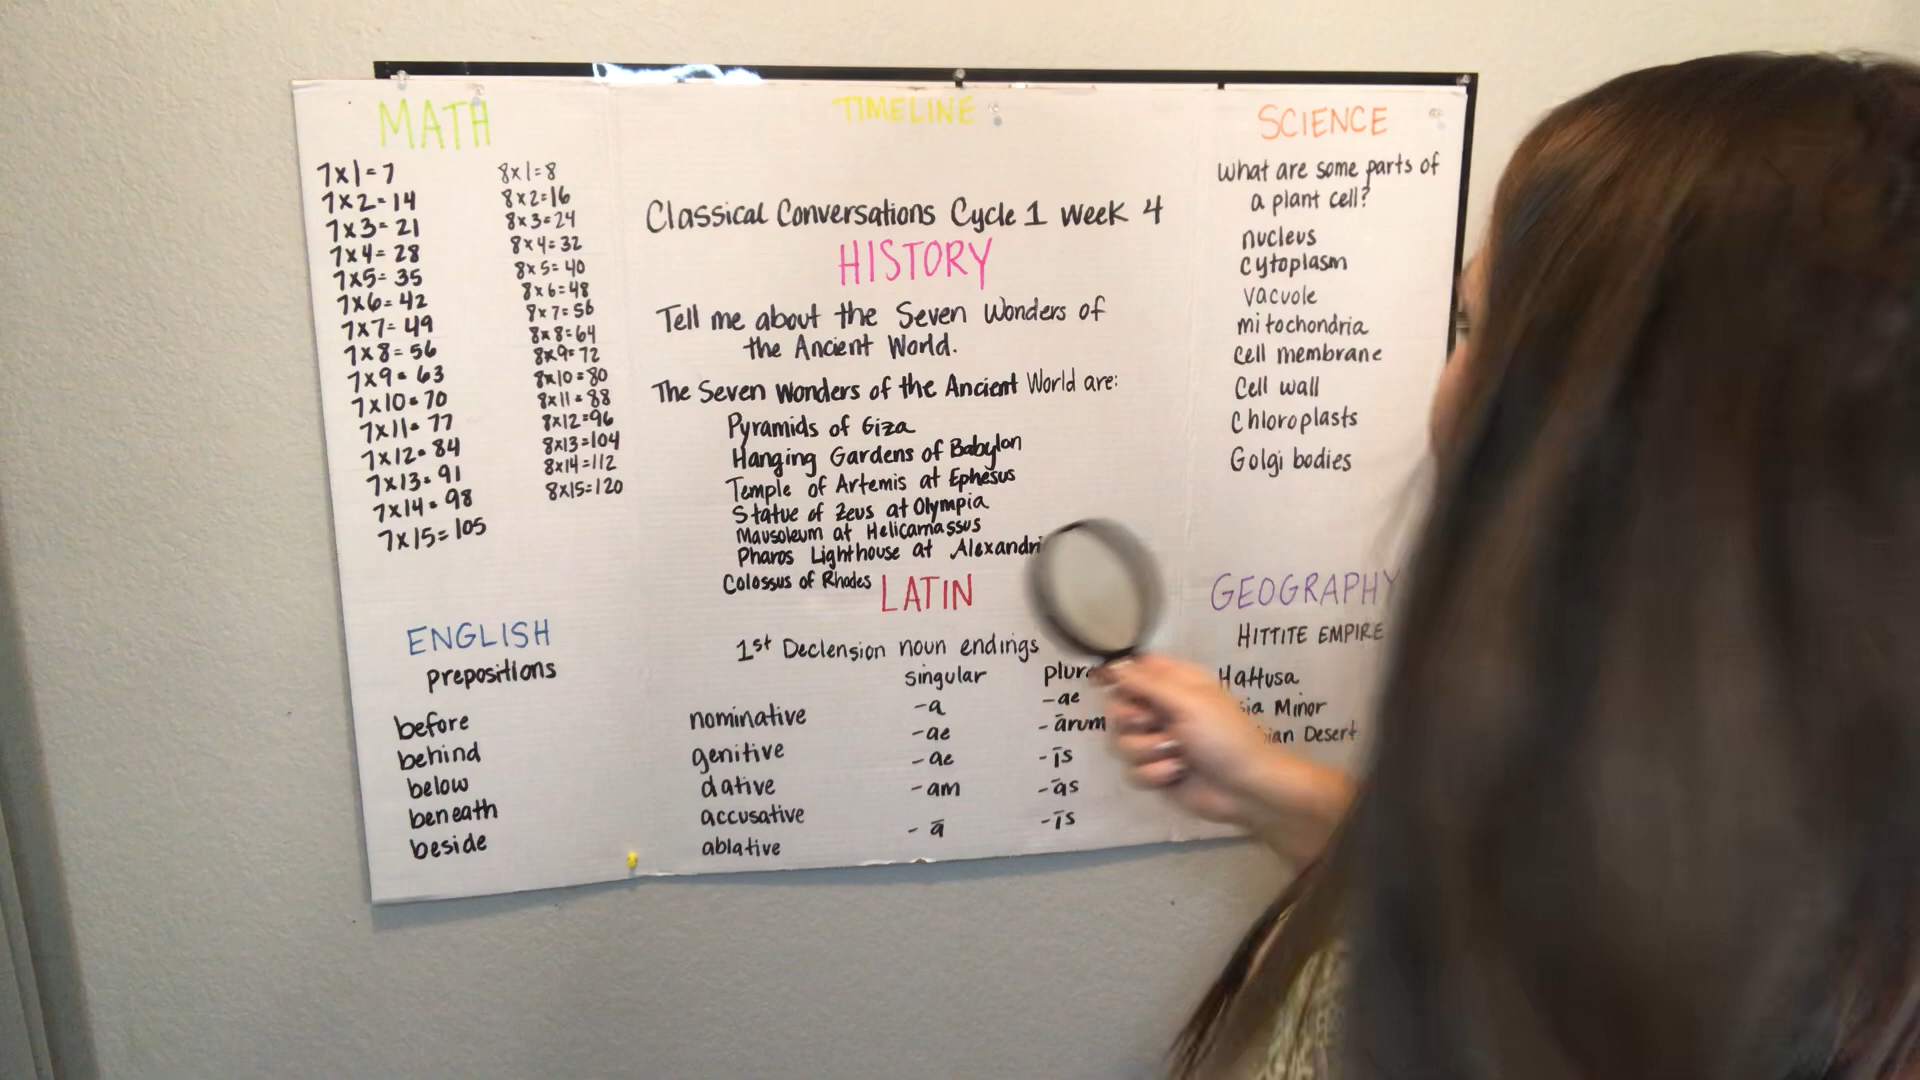 MATH
7x1=7
7x2=14
7x3=21
7x4=28
7x5=35
7x6=42
7x7=49
7x8=56
7x9=63
7x10=70
7x11=77
7x12=84
7x13=91
7x14=98
7x15=105
8x1=8
8x2=16
8x3=24
8x4=32
8x5=40
8x6=48
8x7=56
8x8=64
8x9=72
8x10=80
8x11=88
8x12=96
8x13=104
8x14=112
8x15=120
ENGLISH
prepositions
before
behind
below
beneath
beside
TIMELINE
Classical Conversations Cycle 1 Week 4
HISTORY
Tell me about the Seven Wonders of
the Ancient World.
The Seven Wonders of the Ancient World are:
Pyramids of Giza
Hanging Gardens of Babylon
Temple of Artemis at Ephesus
Statue of Zeus at Olympia
Mausoleum at Helicarnassus
Pharos Lighthouse at Alexandri
Colossus of Rhodes
LATIN
1st Declension noun endings
singular plura
nominative -a -ae
genitive -ae -ārum
dative -ae -īs
accusative -am -ās
ablative -ā -īs
SCIENCE
What are some parts of
a plant cell?
nucleus
cytoplasm
vacuole
mitochondria
cell membrane
Cell wall
Chloroplasts
Golgi bodies
GEOGRAPHY
HITTITE EMPIRE
Hattusa
sia Minor
bian Desert